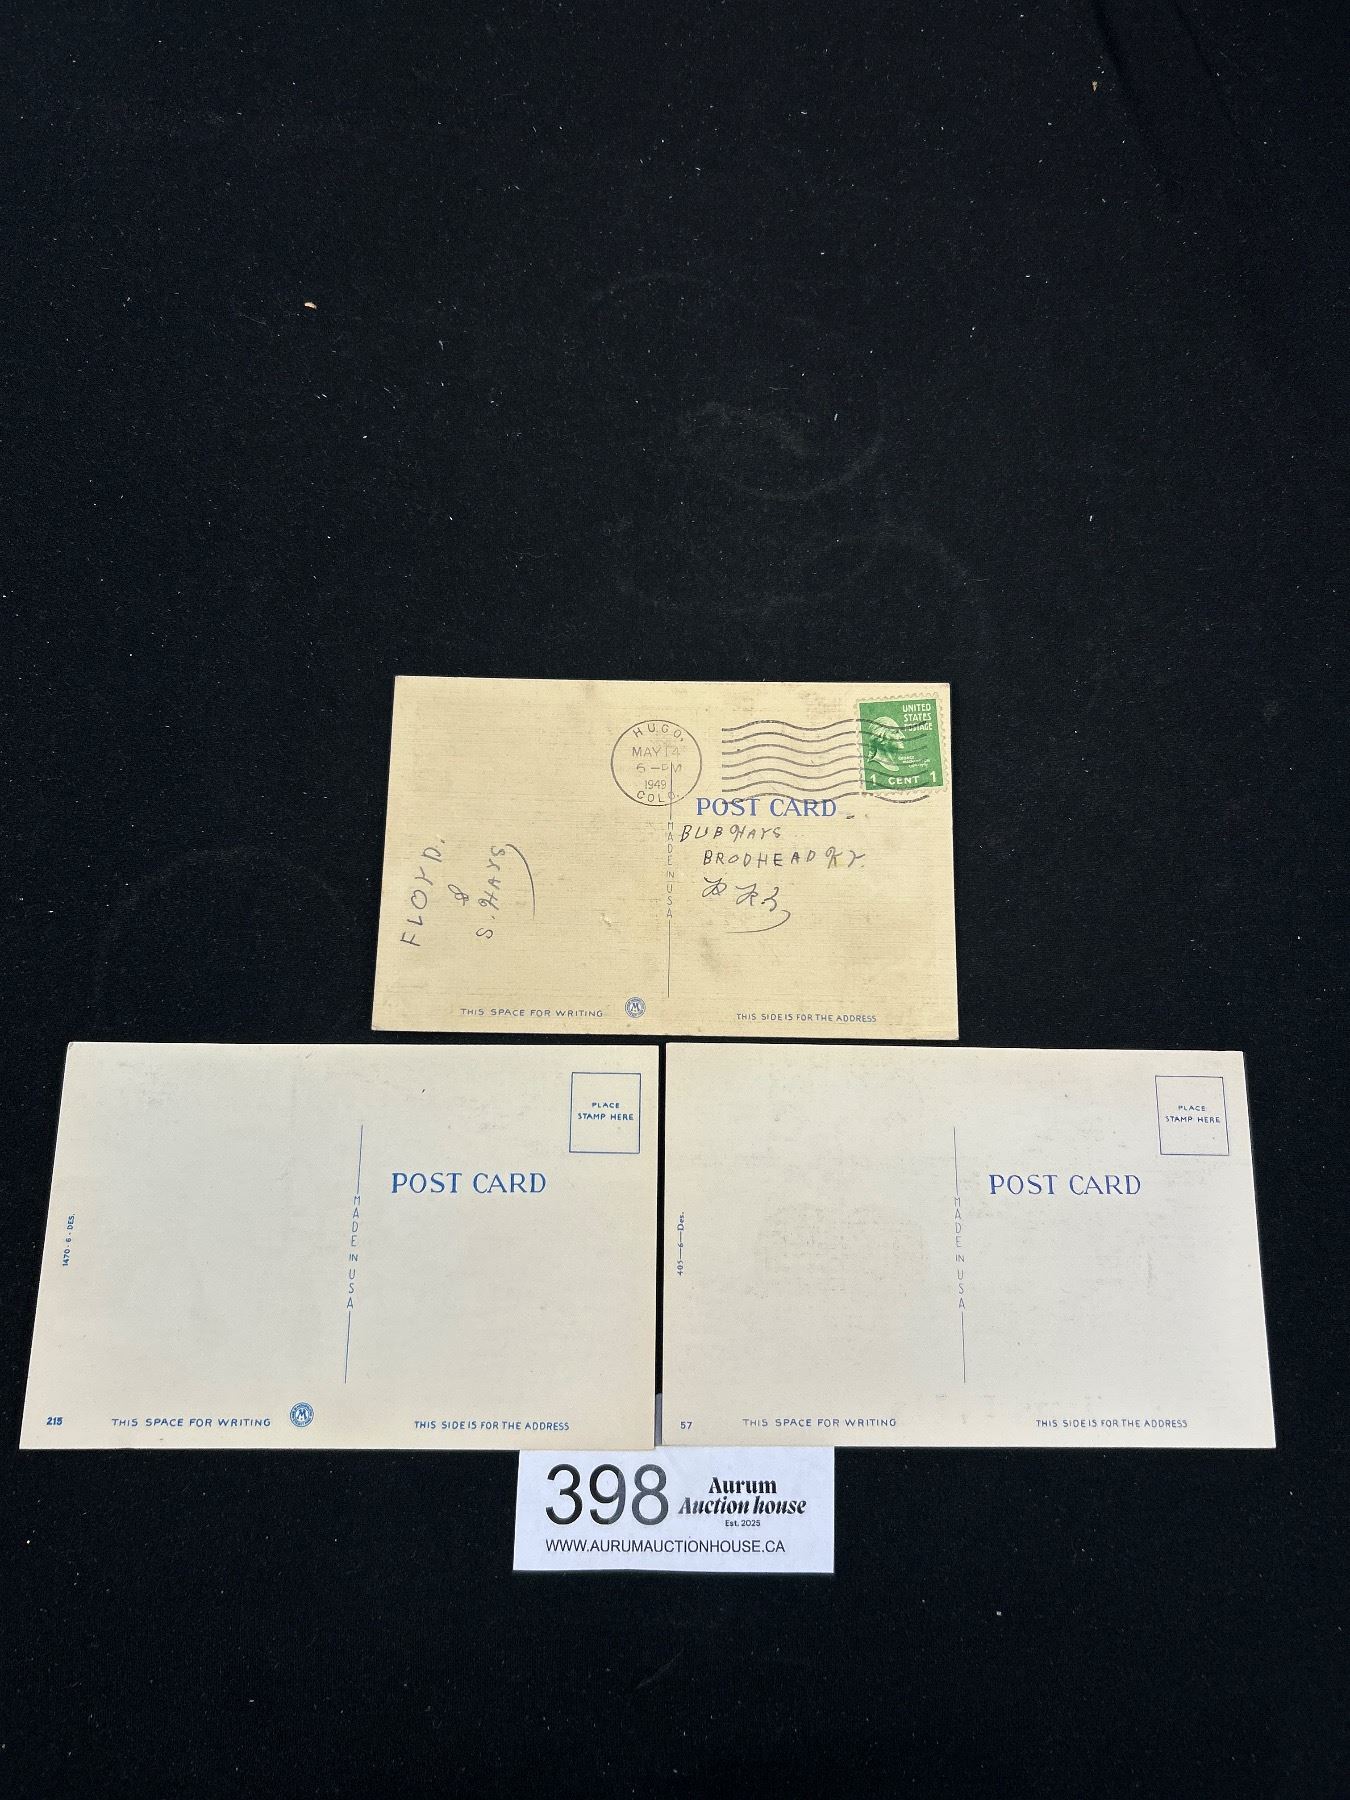 HUGO,
MAY 14
1949
COLO.
UNITED
STATES
POSTAGE
1 CENT 1
POST CARD
BUB HAYS
BRODHEAD KY.
FLOYD.
&
S. HAYS
MADE IN USA
THIS SPACE FOR WRITING
THIS SIDE IS FOR THE ADDRESS
PLACE
STAMP HERE
POST CARD
MADE IN USA
1470-6-DES.
215
THIS SPACE FOR WRITING
THIS SIDE IS FOR THE ADDRESS
PLACE
STAMP HERE
POST CARD
MADE IN USA
405—6—Des.
57
THIS SPACE FOR WRITING
THIS SIDE IS FOR THE ADDRESS
398
Aurum
Auction house
Est. 2025
WWW.AURUMAUCTIONHOUSE.CA